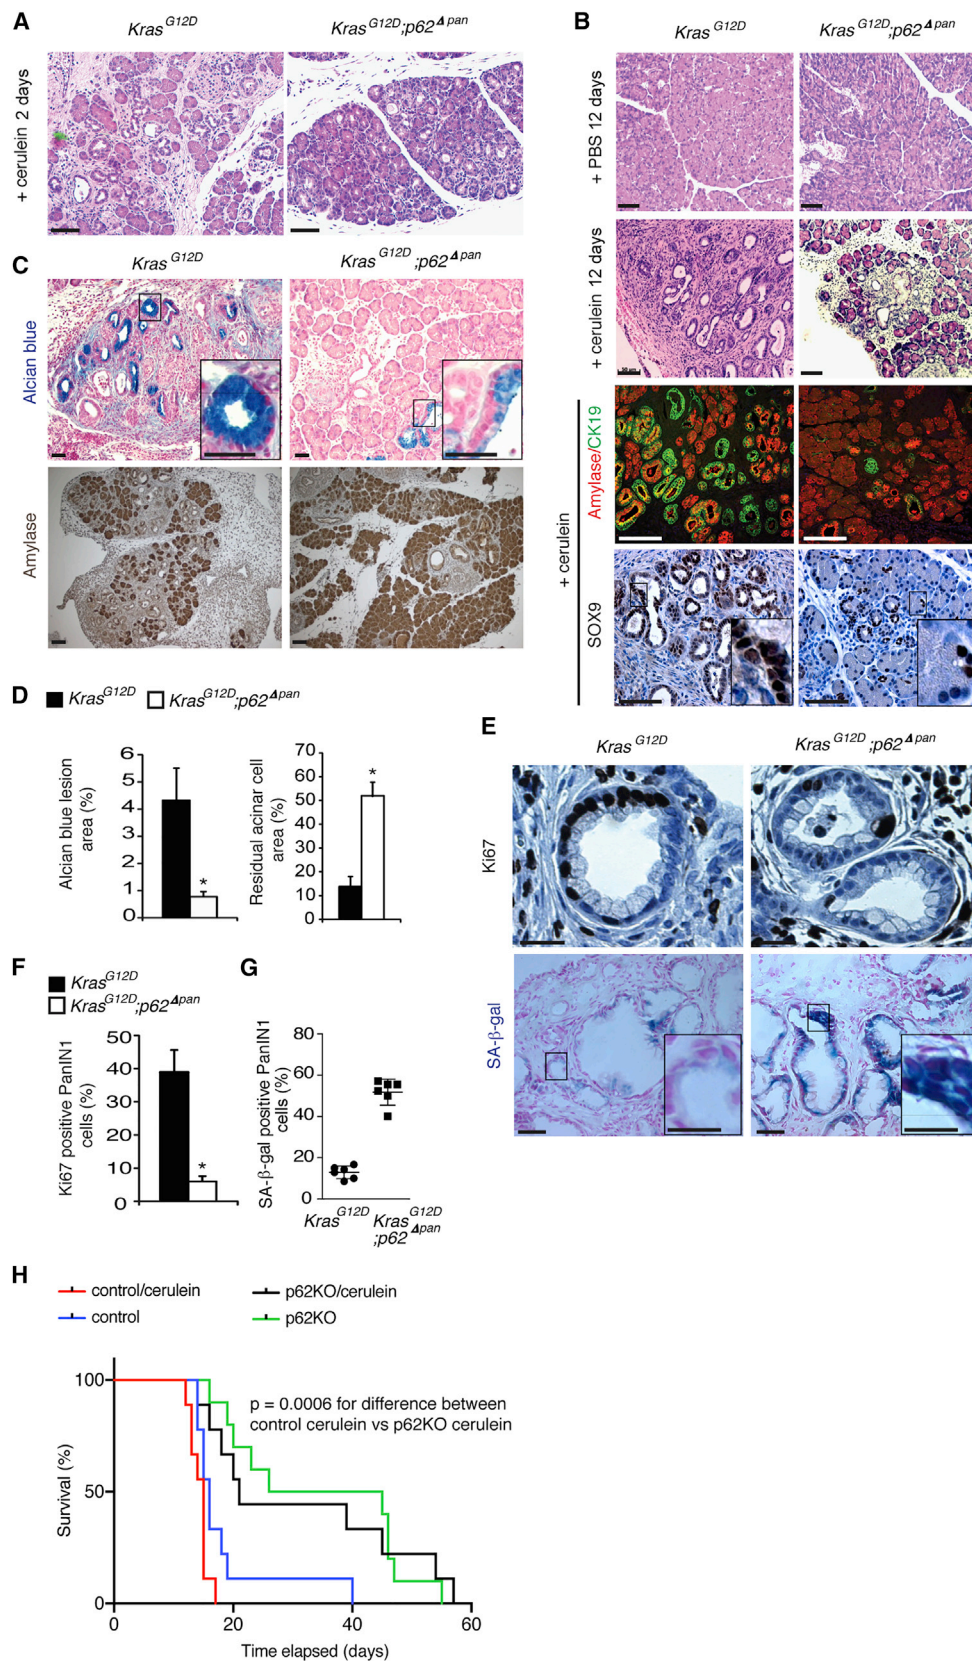 A
Kras G12D
Kras G12D;p62 Δ pan
+ cerulein 2 days
B
Kras G12D
Kras G12D;p62 Δ pan
+ PBS 12 days
+ cerulein 12 days
+ cerulein
Amylase/CK19
SOX9
C
Kras G12D
Kras G12D ;p62 Δ pan
Alcian blue
Amylase
D
Kras G12D
Kras G12D;p62 Δ pan
Alcian blue lesion
area (%)
6
5
4
3
2
1
0
*
Residual acinar cell
area (%)
70
60
50
40
30
20
10
0
*
E
Kras G12D
Kras G12D ;p62 Δ pan
Ki67
SA-β-gal
F
Kras G12D
Kras G12D;p62 Δpan
Ki67 positive PanIN1
cells (%)
50
40
30
20
10
0
*
G
SA-β-gal positive PanIN1
cells (%)
80
60
40
20
0
Kras G12D
Kras G12D
;p62 Δpan
H
control/cerulein
p62KO/cerulein
control
p62KO
p = 0.0006 for difference between
control cerulein vs p62KO cerulein
Survival (%)
100
50
0
0
20
40
60
Time elapsed (days)